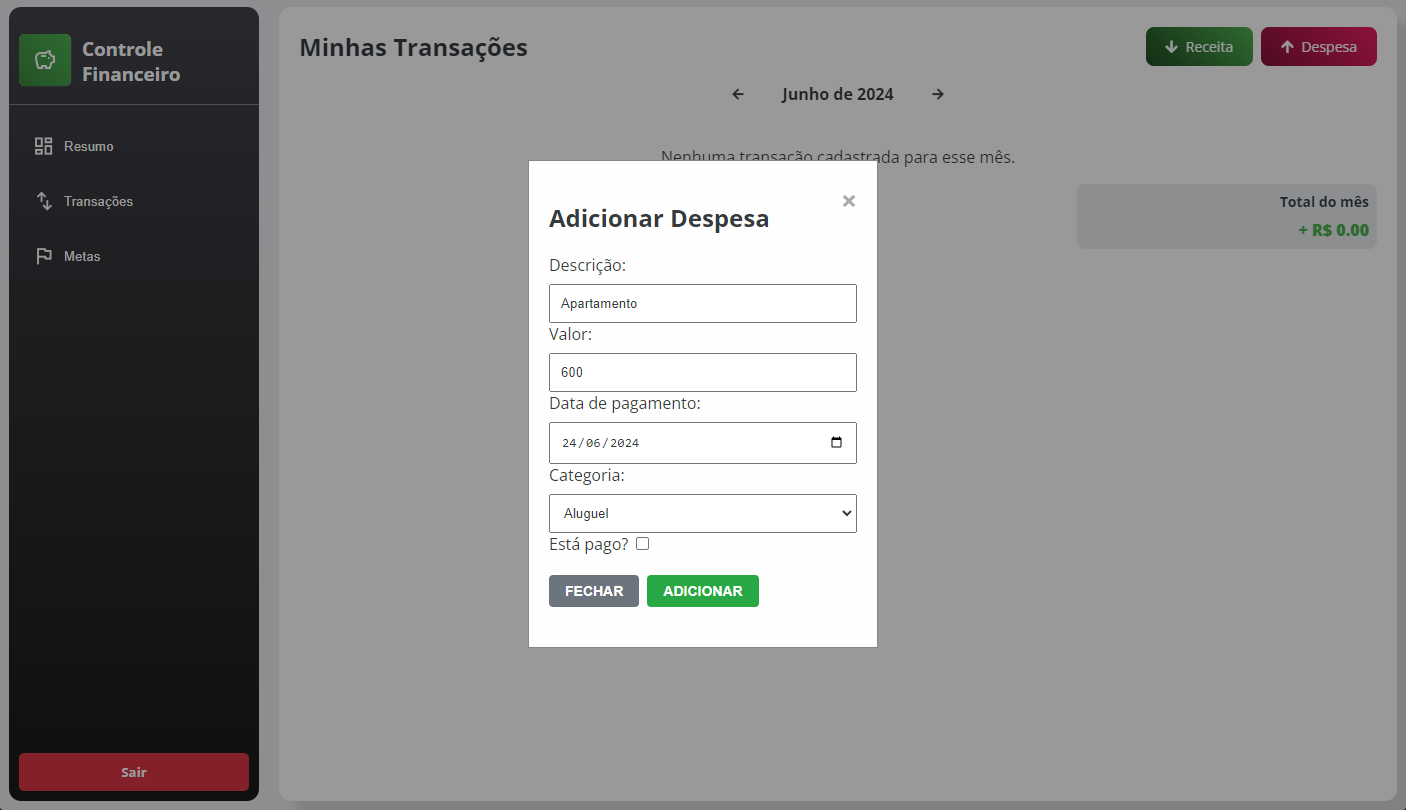 Controle
Financeiro
Resumo
Transações
Metas
Sair
Minhas Transações
Receita
Despesa
Junho de 2024
Nenhuma transação cadastrada para esse mês.
Total do mês
+ R$ 0.00
×
Adicionar Despesa
Descrição:
Apartamento
Valor:
600
Data de pagamento:
24/06/2024
Categoria:
Aluguel
Está pago?
FECHAR
ADICIONAR